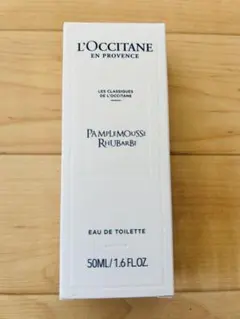 L'OCCITANE
EN PROVENCE
LES CLASSIQUES
DE L'OCCITANE
PAMPLEMOUSSE
RHUBARBE
EAU DE TOILETTE
50ML/1.6 FL.OZ.